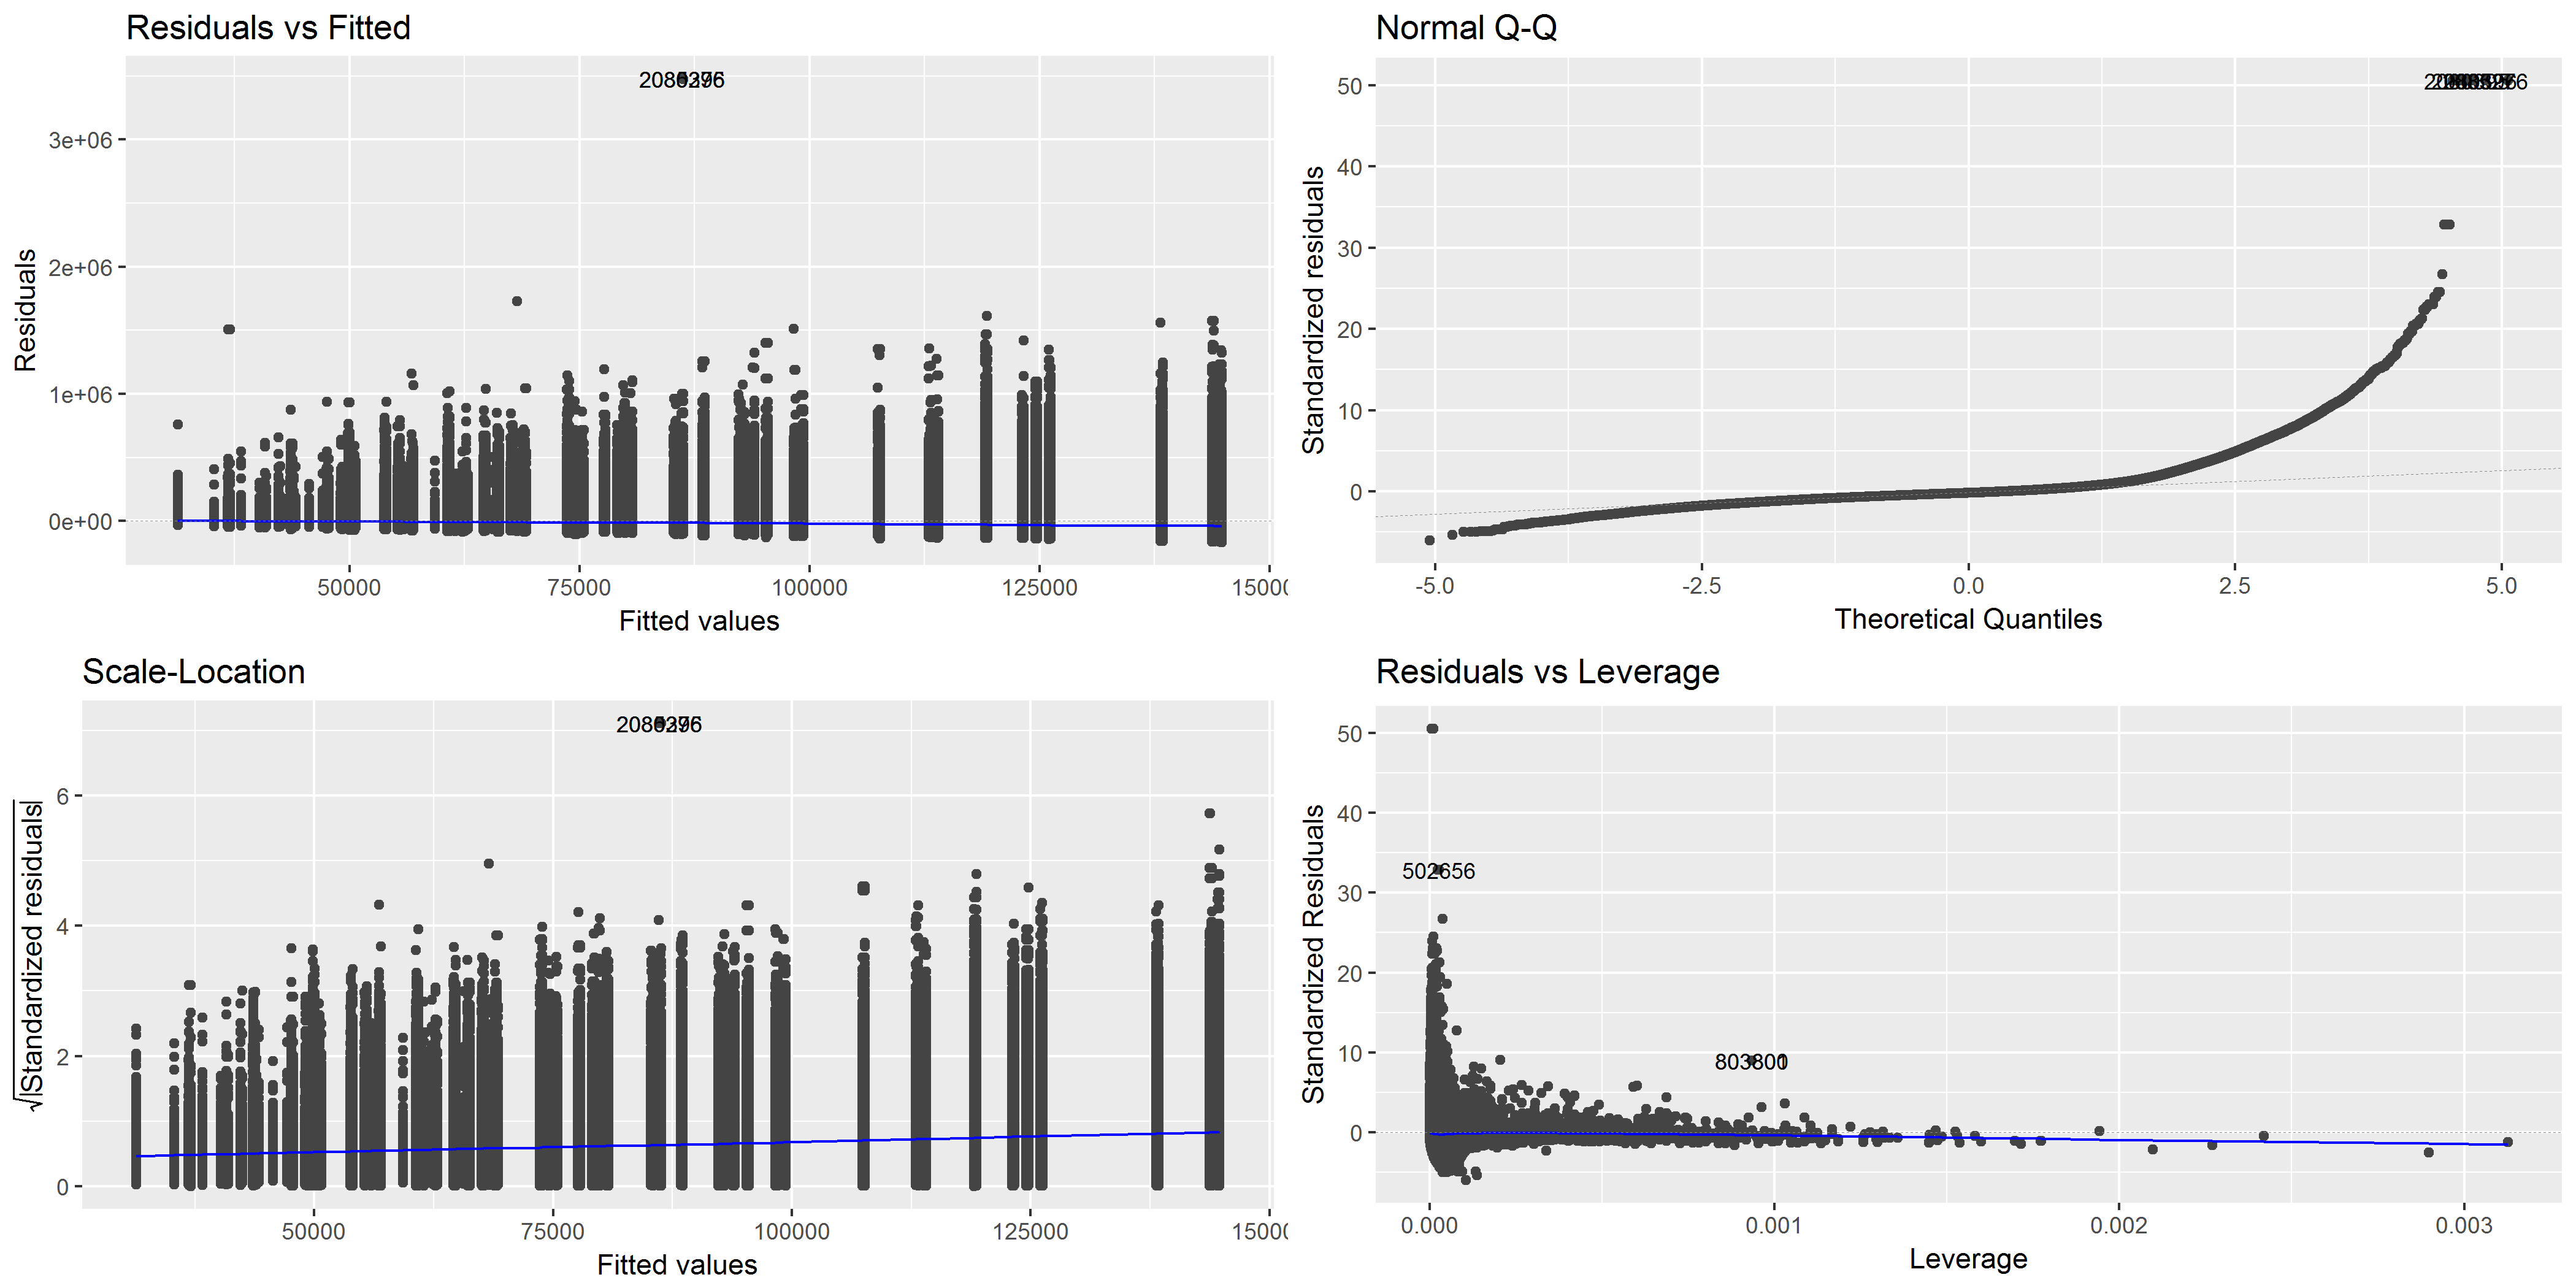 Residuals vs Fitted
3e+06
2e+06
1e+06
0e+00
Residuals
50000
75000
100000
125000
Fitted values
Normal Q-Q
50
40
30
20
10
0
Standardized residuals
-5.0
-2.5
0.0
2.5
5.0
Theoretical Quantiles
Scale-Location
6
4
2
0
√|Standardized residuals|
50000
75000
100000
125000
Fitted values
Residuals vs Leverage
50
40
30
20
10
0
Standardized Residuals
502656
0.000
0.001
0.002
0.003
Leverage